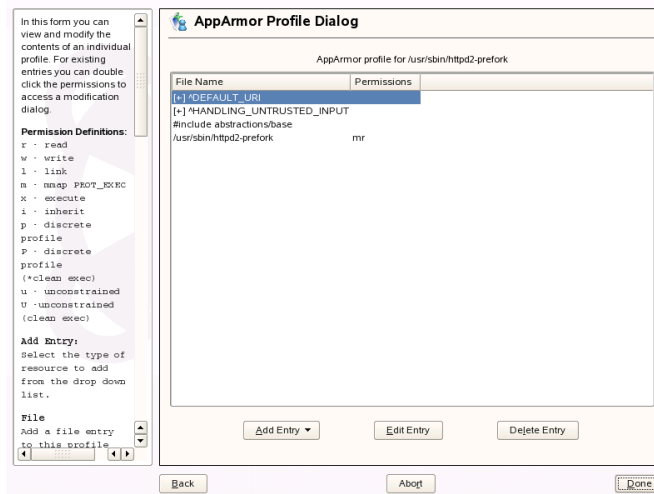 In this form you can
view and modify the
contents of an individual
profile. For existing
entries you can double
click the permissions to
access a modification
dialog.
Permission Definitions:
r - read
w - write
l - link
m - mmap PROT_EXEC
x - execute
i - inherit
p - discrete
profile
P - discrete
profile
(*clean exec)
u - unconstrained
U -unconstrained
(clean exec)
Add Entry:
Select the type of
resource to add
from the drop down
list.
File
Add a file entry
to this profile
AppArmor Profile Dialog
AppArmor profile for /usr/sbin/httpd2-prefork
File Name Permissions
[+] ^DEFAULT_URI
[+] ^HANDLING_UNTRUSTED_INPUT
#include abstractions/base
/usr/sbin/httpd2-prefork mr
Add Entry Edit Entry Delete Entry
Back Abort Done